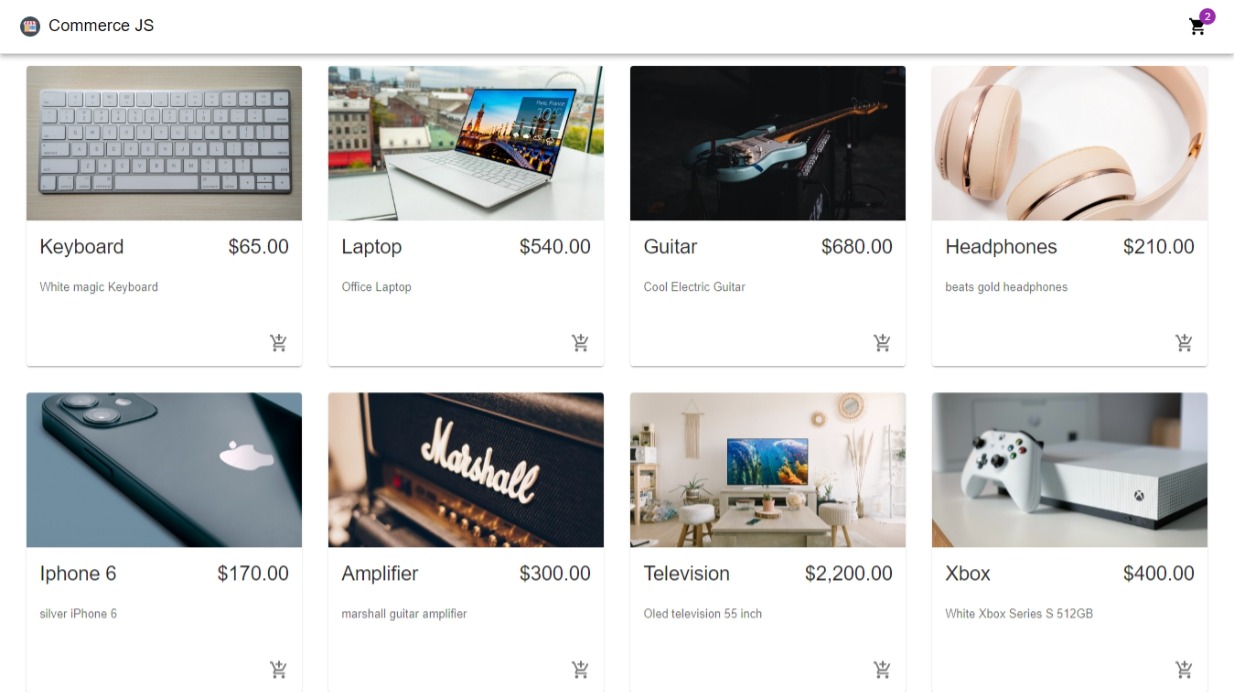 Commerce JS
2
Keyboard $65.00
White magic Keyboard
Laptop $540.00
Office Laptop
Guitar $680.00
Cool Electric Guitar
Headphones $210.00
beats gold headphones
Marshall
Iphone 6 $170.00
silver iPhone 6
Amplifier $300.00
marshall guitar amplifier
Television $2,200.00
Oled television 55 inch
Xbox $400.00
White Xbox Series S 512GB